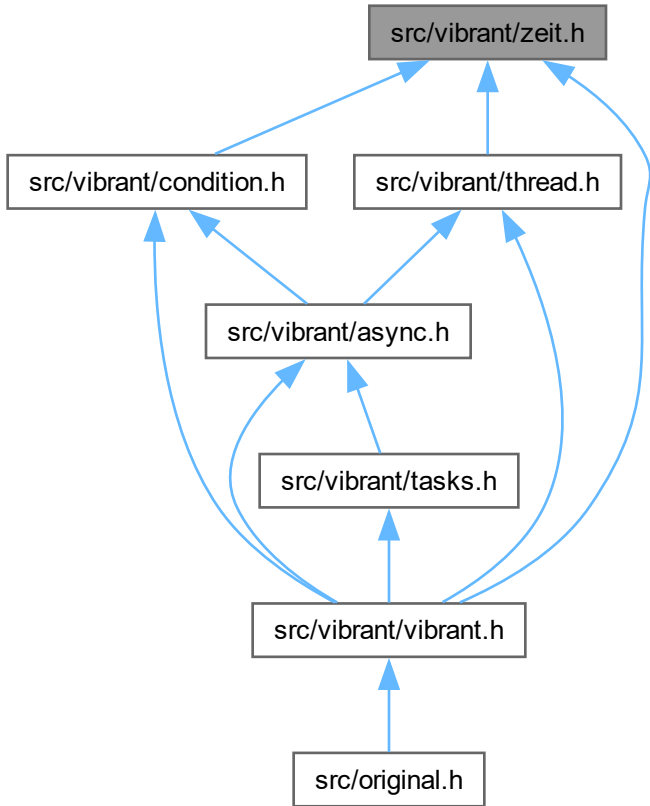 src/vibrant/zeit.h
src/vibrant/condition.h
src/vibrant/thread.h
src/vibrant/async.h
src/vibrant/tasks.h
src/vibrant/vibrant.h
src/original.h